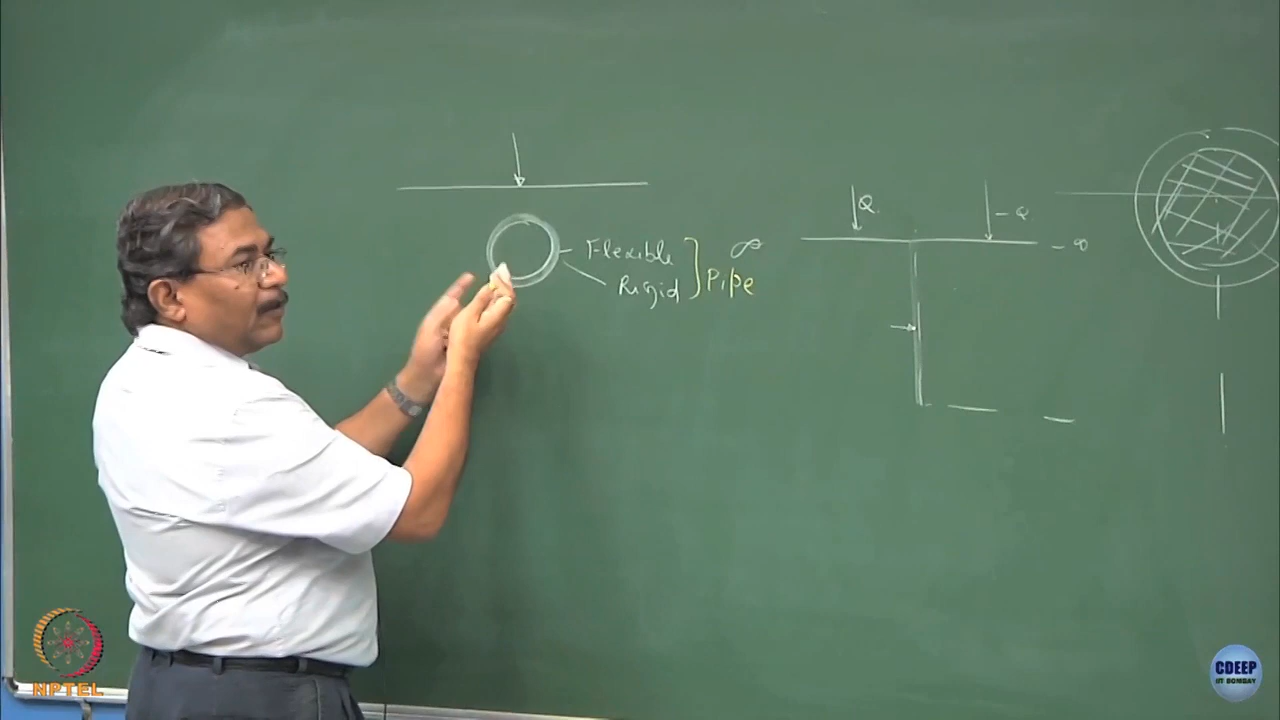 Flexible
Rigid
Pipe
∞
Q.
- Q
- ∞
NPTEL
CDEEP
IIT BOMBAY